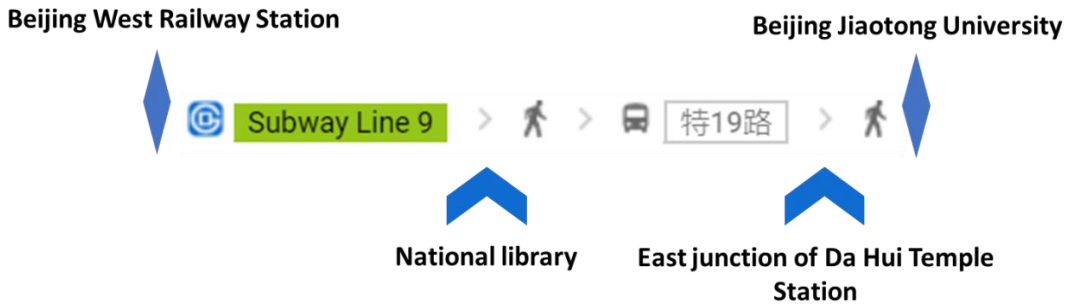 Beijing West Railway Station
Beijing Jiaotong University
Subway Line 9
特19路
National library
East junction of Da Hui Temple
Station